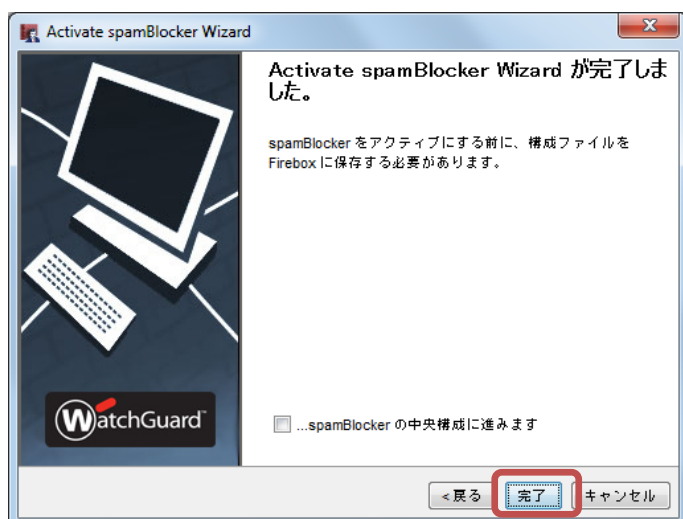 Activate spamBlocker Wizard
Activate spamBlocker Wizard が完了しま
した。
spamBlocker をアクティブにする前に、構成ファイルを
Firebox に保存する必要があります。
WatchGuard
...spamBlocker の中央構成に進みます
<戻る 完了 キャンセル